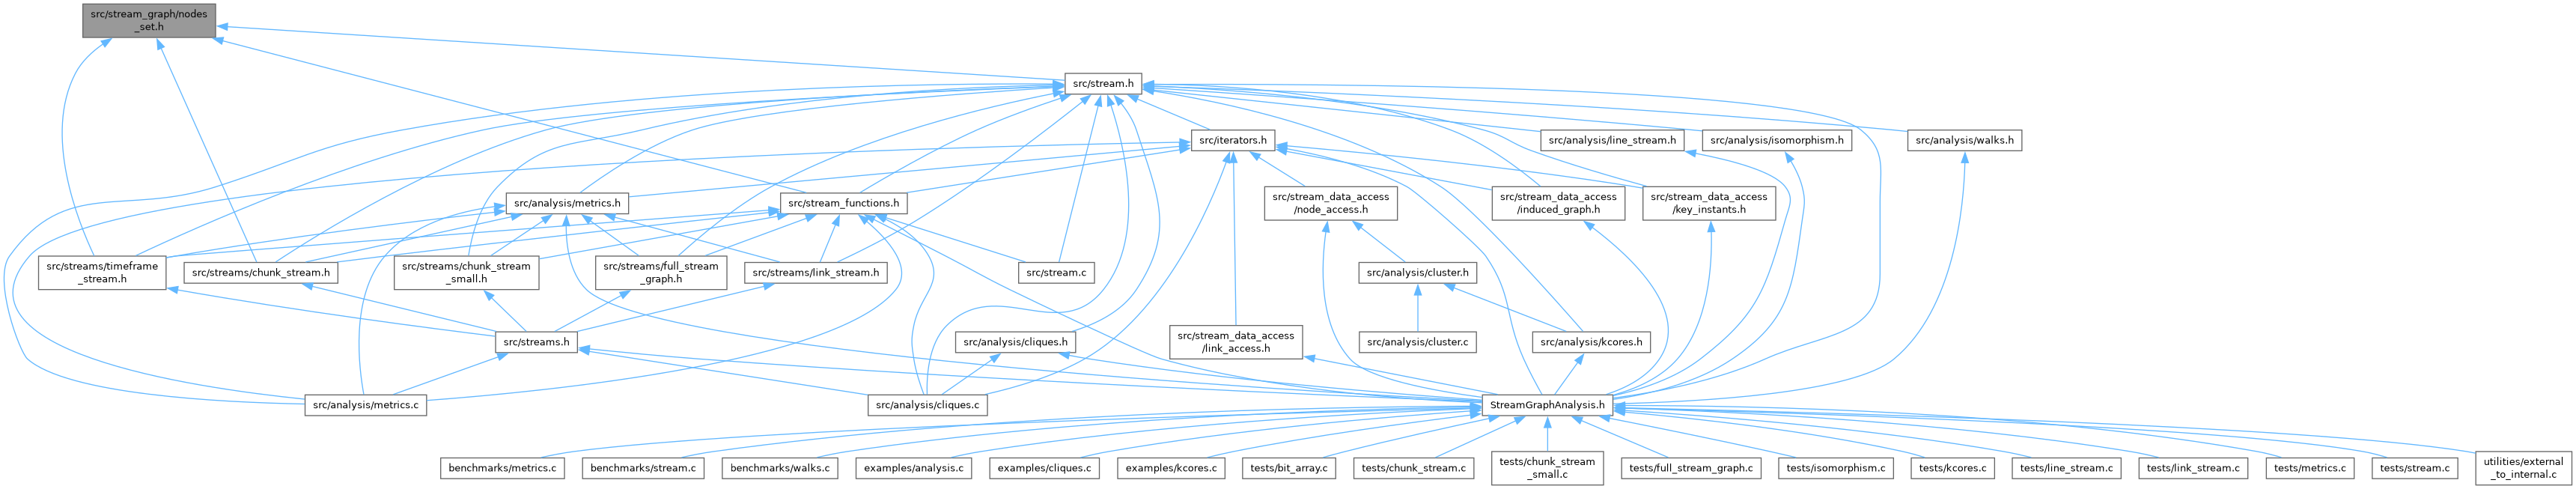 src/stream_graph/nodes
_set.h
src/stream.h
src/iterators.h
src/analysis/line_stream.h
src/analysis/isomorphism.h
src/analysis/walks.h
src/analysis/metrics.h
src/stream_functions.h
src/stream_data_access
/node_access.h
src/stream_data_access
/induced_graph.h
src/stream_data_access
/key_instants.h
src/streams/timeframe
_stream.h
src/streams/chunk_stream.h
src/streams/chunk_stream
_small.h
src/streams/full_stream
_graph.h
src/streams/link_stream.h
src/stream.c
src/analysis/cluster.h
src/streams.h
src/analysis/cliques.h
src/stream_data_access
/link_access.h
src/analysis/cluster.c
src/analysis/kcores.h
src/analysis/metrics.c
src/analysis/cliques.c
StreamGraphAnalysis.h
benchmarks/metrics.c
benchmarks/stream.c
benchmarks/walks.c
examples/analysis.c
examples/cliques.c
examples/kcores.c
tests/bit_array.c
tests/chunk_stream.c
tests/chunk_stream
_small.c
tests/full_stream_graph.c
tests/isomorphism.c
tests/kcores.c
tests/line_stream.c
tests/link_stream.c
tests/metrics.c
tests/stream.c
utilities/external
_to_internal.c